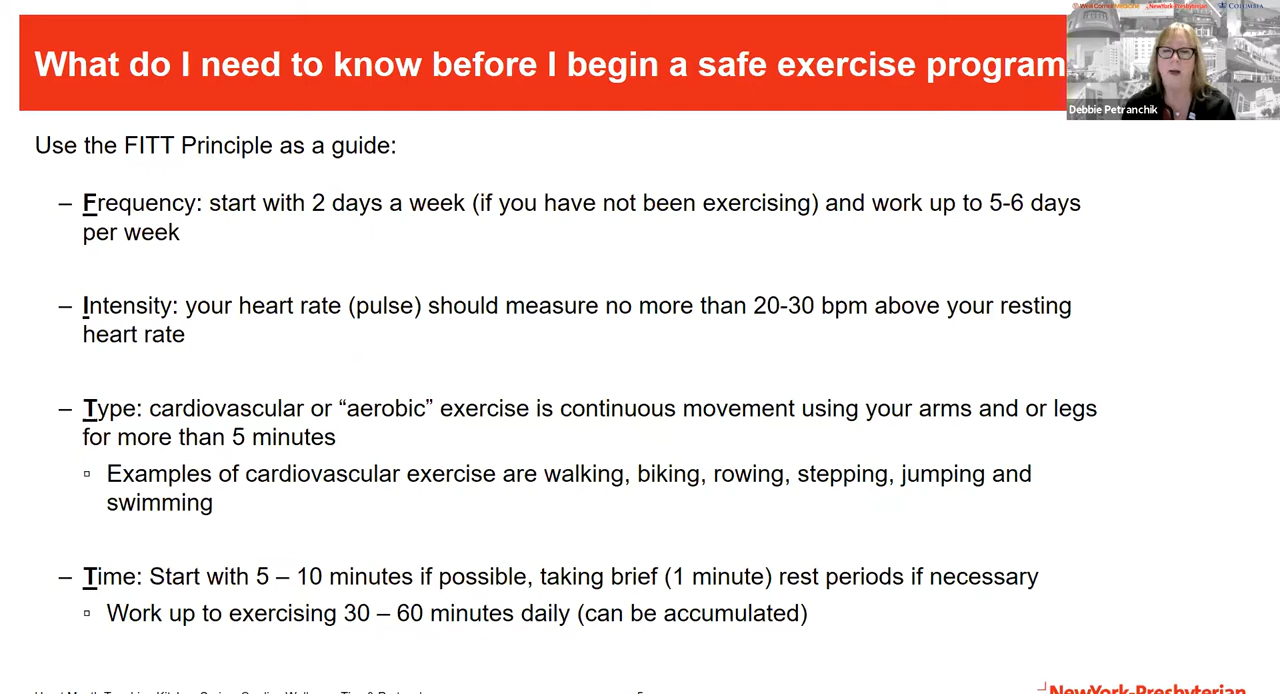 Weill Cornell Medicine NewYork-Presbyterian COLUMBIA
What do I need to know before I begin a safe exercise program
Debbie Petranchik
Use the FITT Principle as a guide:
– Frequency: start with 2 days a week (if you have not been exercising) and work up to 5-6 days
per week
– Intensity: your heart rate (pulse) should measure no more than 20-30 bpm above your resting
heart rate
– Type: cardiovascular or “aerobic” exercise is continuous movement using your arms and or legs
for more than 5 minutes
▫ Examples of cardiovascular exercise are walking, biking, rowing, stepping, jumping and
swimming
– Time: Start with 5 – 10 minutes if possible, taking brief (1 minute) rest periods if necessary
▫ Work up to exercising 30 – 60 minutes daily (can be accumulated)
NewYork-Presbyterian